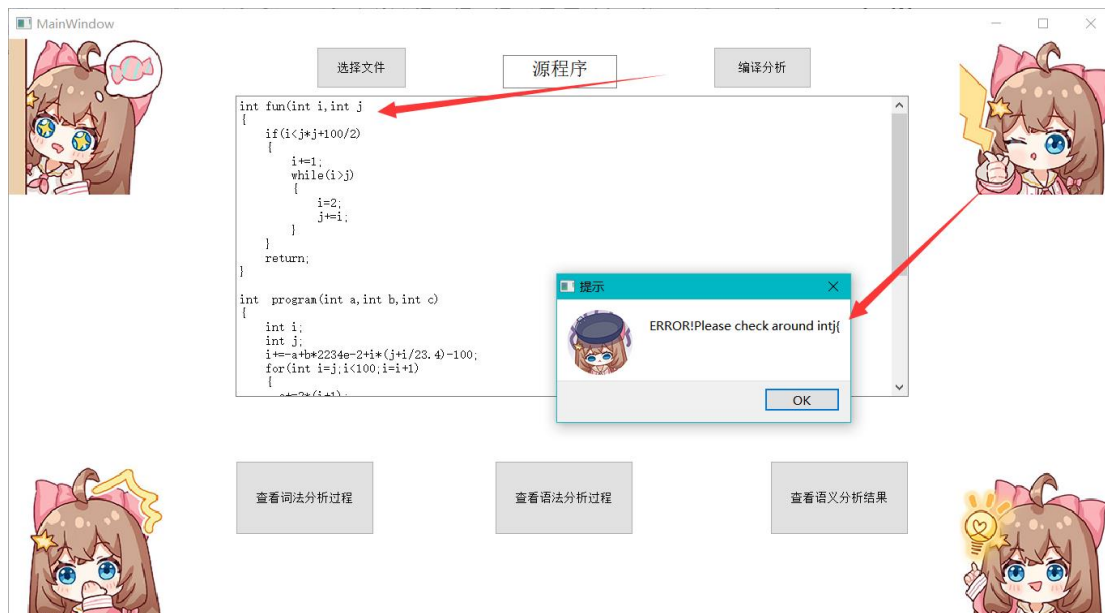 MainWindow
选择文件
源程序
编译分析
int fun(int i,int j
{
if(i<j*j+100/2)
{
i+=1;
while(i>j)
{
i=2;
j+=i;
}
}
return;
}
int program(int a,int b,int c)
{
int i;
int j;
i+=-a+b*2234e-2+i*(j+i/23.4)-100;
for(int i=j;i<100;i=i+1)
{
提示
ERROR!Please check around intj{
OK
查看词法分析过程
查看语法分析过程
查看语义分析结果